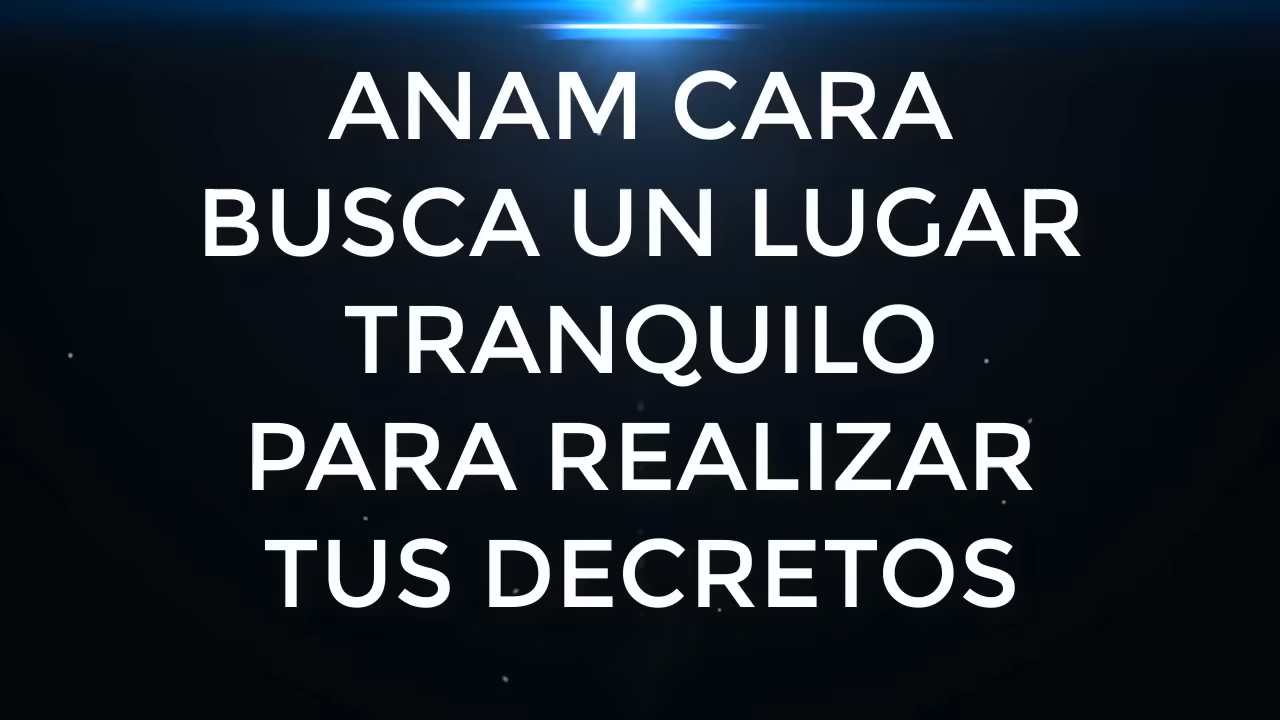 ANAM CARA
BUSCA UN LUGAR
TRANQUILO
PARA REALIZAR
TUS DECRETOS